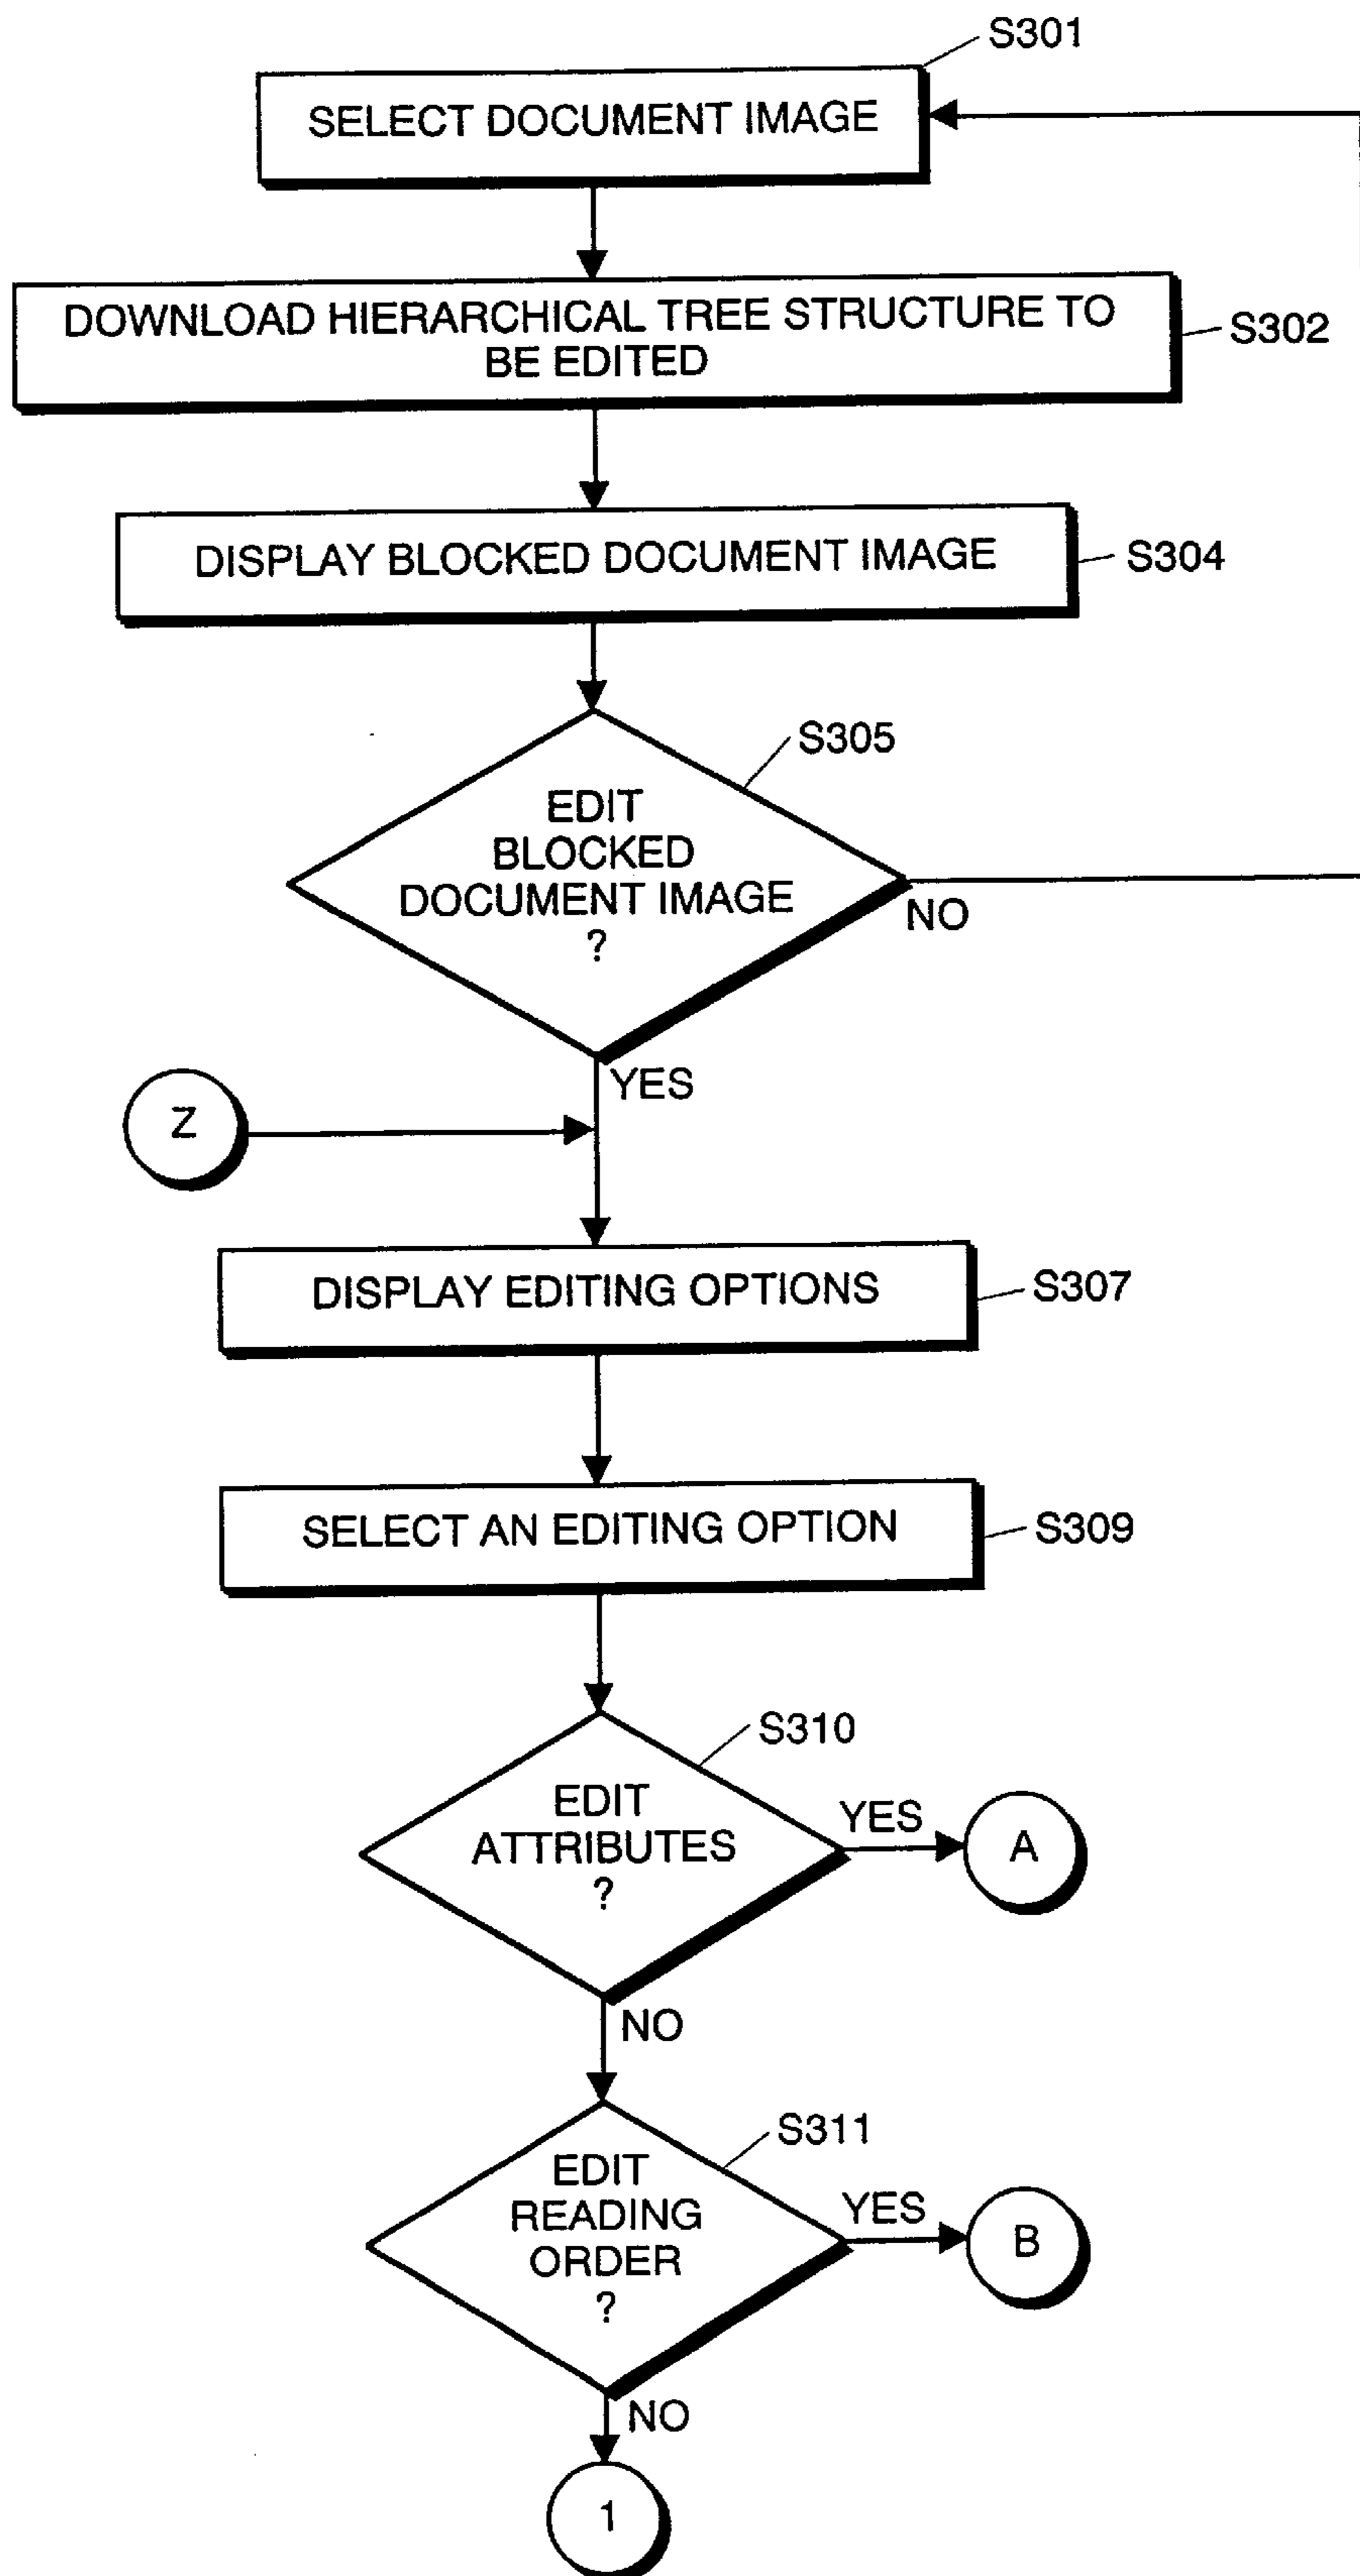 S301
SELECT DOCUMENT IMAGE
DOWNLOAD HIERARCHICAL TREE STRUCTURE TO
BE EDITED
S302
DISPLAY BLOCKED DOCUMENT IMAGE
S304
S305
EDIT
BLOCKED
DOCUMENT IMAGE
?
NO
YES
Z
DISPLAY EDITING OPTIONS
S307
SELECT AN EDITING OPTION
S309
S310
EDIT
ATTRIBUTES
?
YES
A
NO
S311
EDIT
READING
ORDER
?
YES
B
NO
1